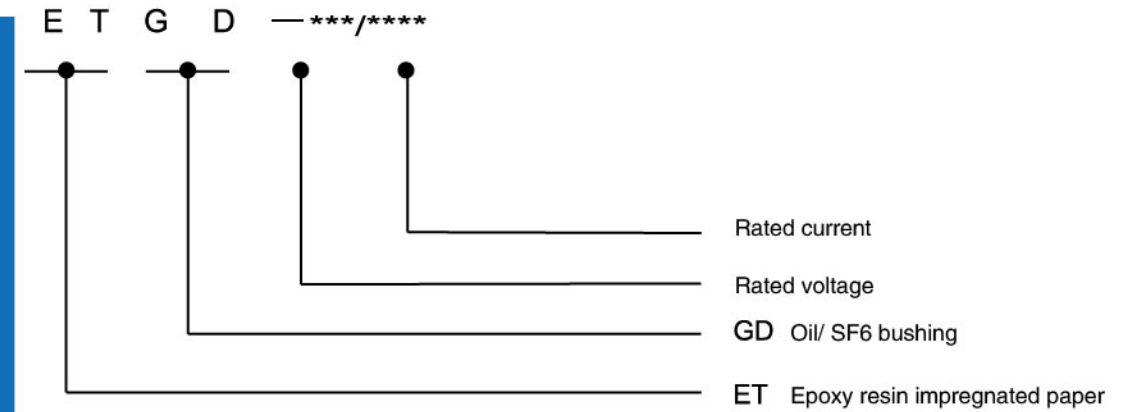 E T G D —***/****
Rated current
Rated voltage
GD Oil/ SF6 bushing
ET Epoxy resin impregnated paper